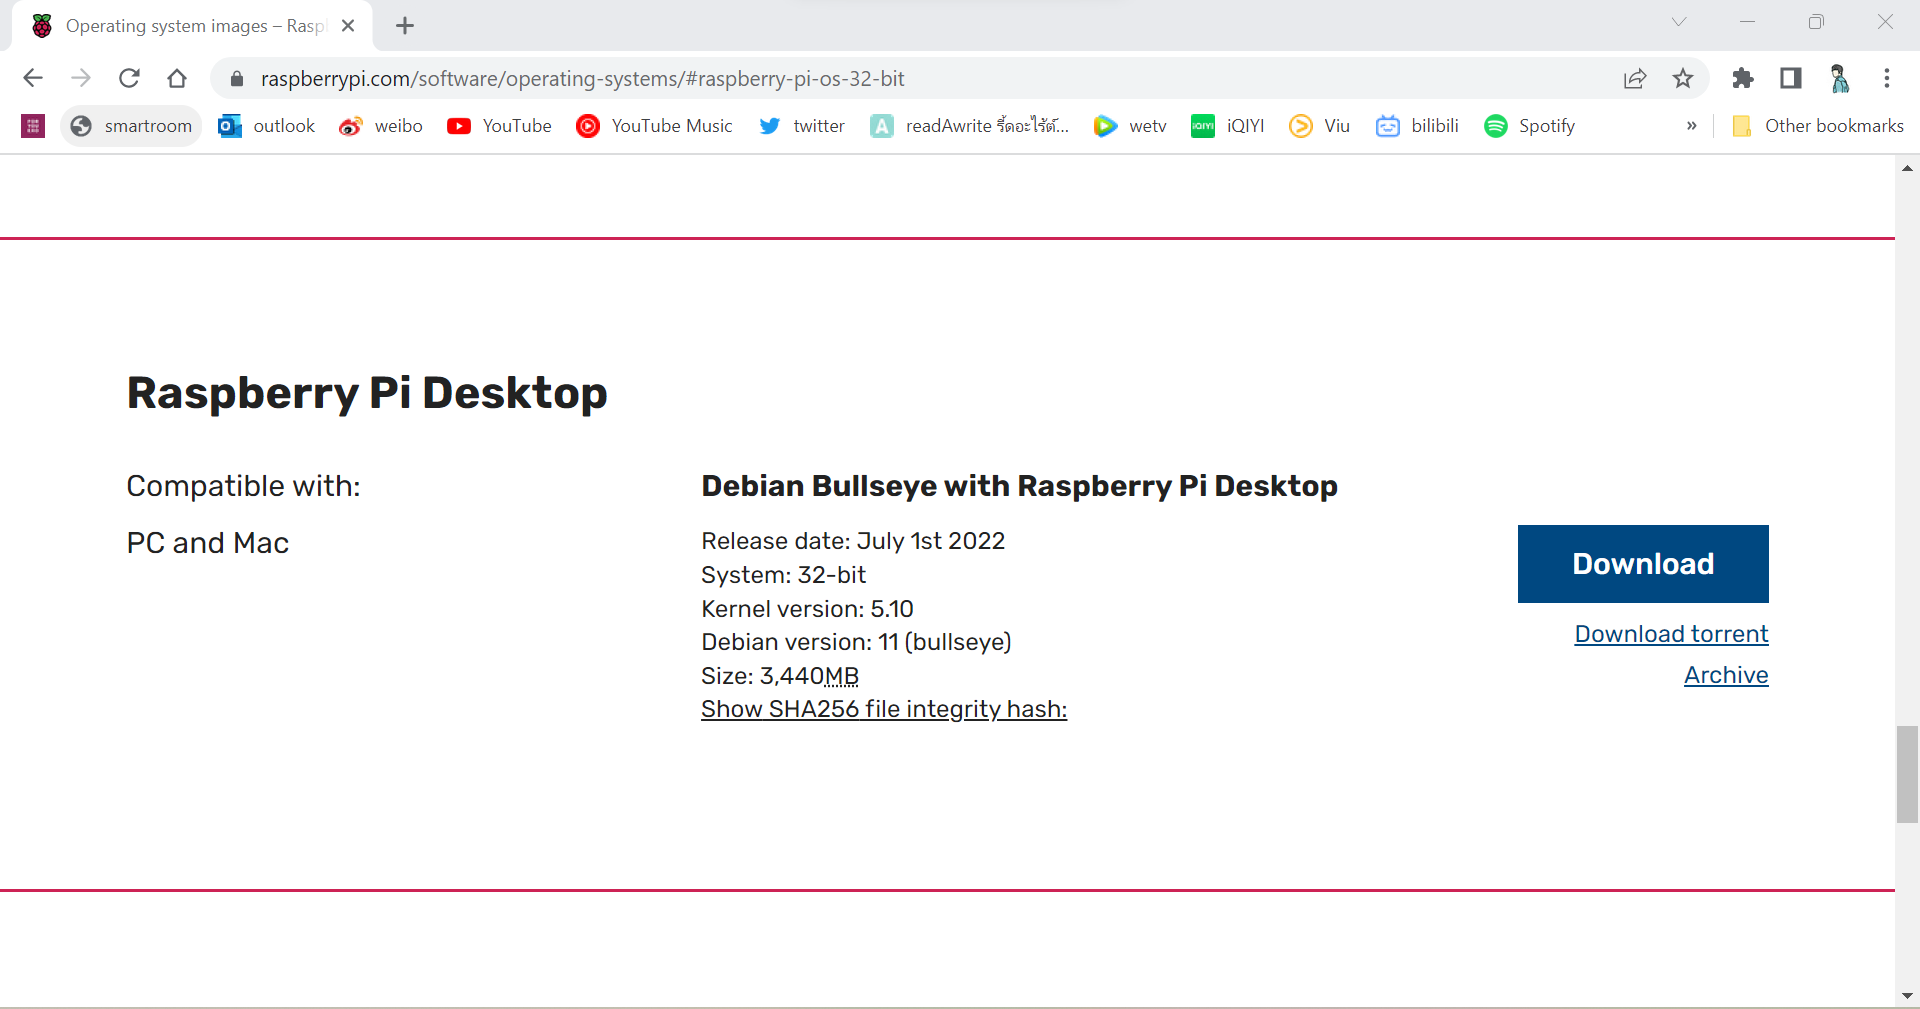 Operating system images – Rasp
raspberrypi.com/software/operating-systems/#raspberry-pi-os-32-bit
smartroom outlook weibo YouTube YouTube Music twitter readAwrite รี้ดอะไร้ต์... wetv iQIYI Viu bilibili Spotify » Other bookmarks
Raspberry Pi Desktop
Compatible with:
PC and Mac
Debian Bullseye with Raspberry Pi Desktop
Release date: July 1st 2022
System: 32-bit
Kernel version: 5.10
Debian version: 11 (bullseye)
Size: 3,440MB
Show SHA256 file integrity hash:
Download
Download torrent
Archive